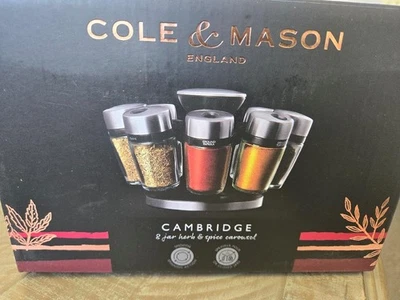 COLE & MASON
ENGLAND
CAMBRIDGE
8 jar herb & spice carousel